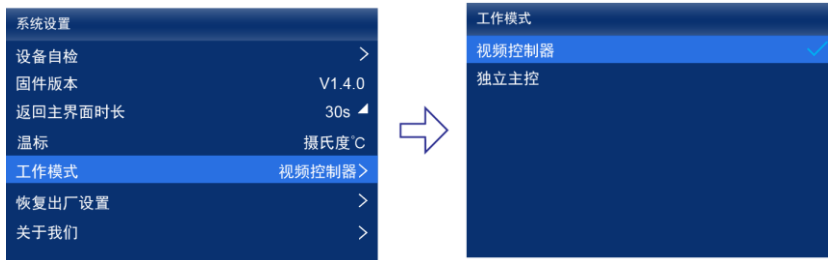 系统设置
设备自检 >
固件版本 V1.4.0
返回主界面时长 30s
温标 摄氏度℃
工作模式 视频控制器>
恢复出厂设置 >
关于我们 >
工作模式
视频控制器
独立主控